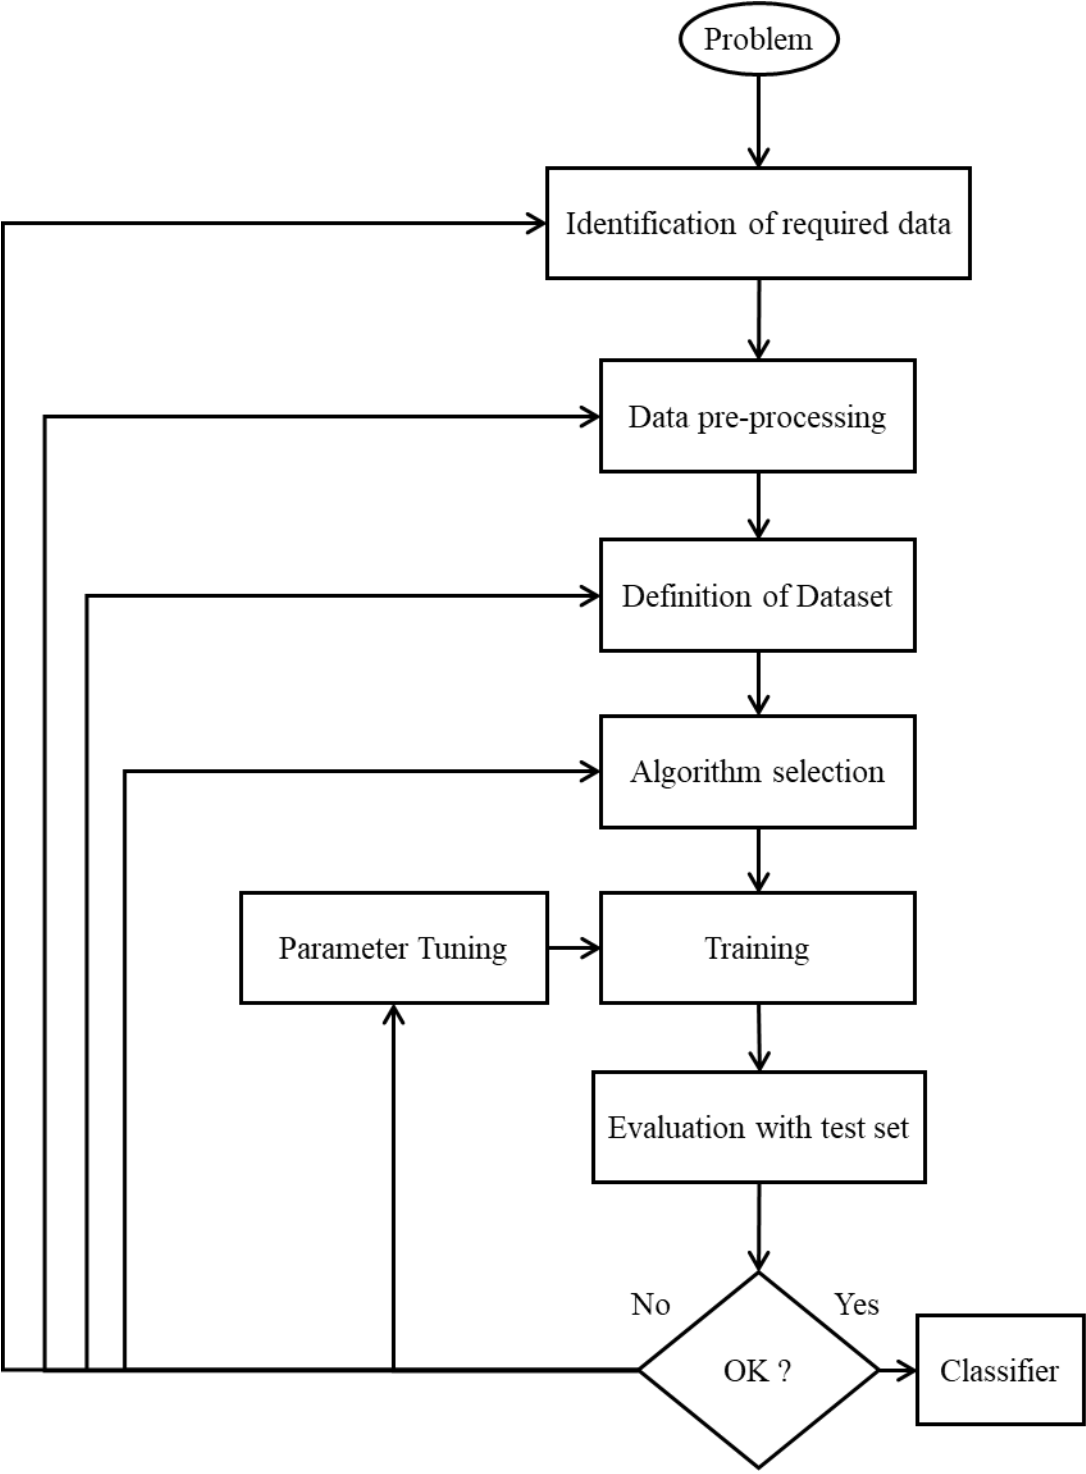 Problem
Identification of required data
Data pre-processing
Definition of Dataset
Algorithm selection
Parameter Tuning
Training
Evaluation with test set
No
Yes
OK ?
Classifier